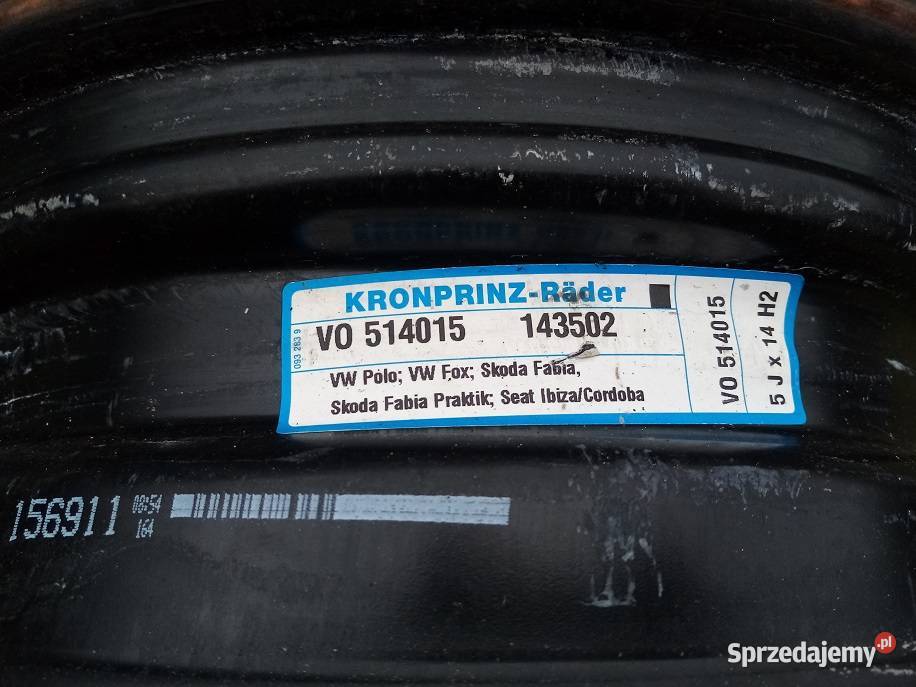 KRONPRINZ-Räder
VO 514015 143502
093 283 9
VW Polo; VW Fox; Skoda Fabia,
Skoda Fabia Praktik; Seat Ibiza/Cordoba
VO 514015
5 J x 14 H2
156911 08:54
164
Sprzedajemy.pl